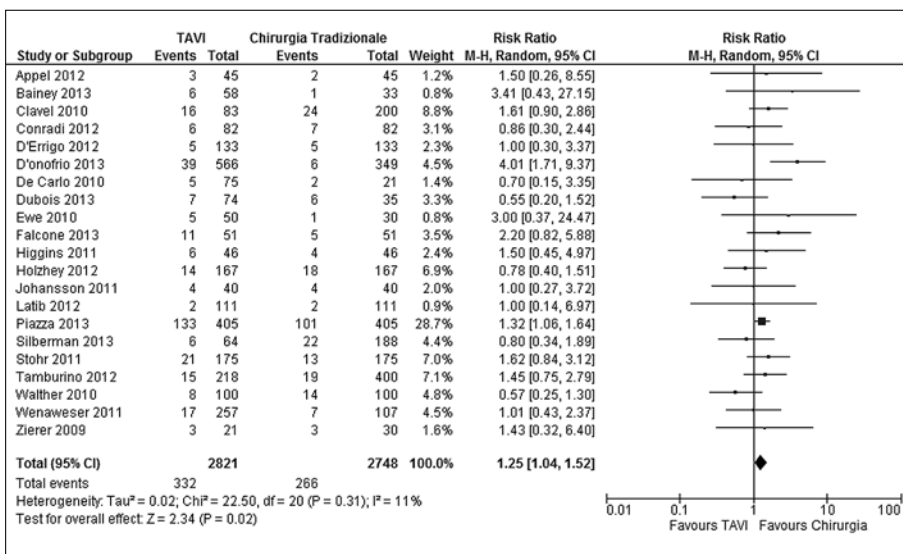 TAVI Chirurgia Tradizionale Risk Ratio Risk Ratio
Study or Subgroup Events Total Events Total Weight M-H, Random, 95% CI M-H, Random, 95% CI
Appel 2012 3 45 2 45 1.2% 1.50 [0.26, 8.55]
Bainey 2013 6 58 1 33 0.8% 3.41 [0.43, 27.15]
Clavel 2010 16 83 24 200 8.8% 1.61 [0.90, 2.86]
Conradi 2012 6 82 7 82 3.1% 0.86 [0.30, 2.44]
D'Errigo 2012 5 133 5 133 2.3% 1.00 [0.30, 3.37]
D'onofrio 2013 39 566 6 349 4.5% 4.01 [1.71, 9.37]
De Carlo 2010 5 75 2 21 1.4% 0.70 [0.15, 3.35]
Dubois 2013 7 74 6 35 3.3% 0.55 [0.20, 1.52]
Ewe 2010 5 50 1 30 0.8% 3.00 [0.37, 24.47]
Falcone 2013 11 51 5 51 3.5% 2.20 [0.82, 5.88]
Higgins 2011 6 46 4 46 2.4% 1.50 [0.45, 4.97]
Holzhey 2012 14 167 18 167 6.9% 0.78 [0.40, 1.51]
Johansson 2011 4 40 4 40 1.9% 1.00 [0.27, 3.72]
Latib 2012 2 111 2 111 0.9% 1.00 [0.14, 6.97]
Piazza 2013 133 405 101 405 28.7% 1.32 [1.06, 1.64]
Silberman 2013 6 64 22 188 4.4% 0.80 [0.34, 1.89]
Stohr 2011 21 175 13 175 6.7% 1.62 [0.84, 3.12]
Tamburino 2012 15 218 19 400 7.1% 1.45 [0.75, 2.79]
Walther 2010 8 100 14 100 4.8% 0.57 [0.25, 1.30]
Wenaweser 2011 17 257 7 107 4.5% 1.01 [0.43, 2.37]
Zierer 2009 3 21 3 30 1.6% 1.43 [0.32, 6.40]
Total (95% CI) 2821 2748 100.0% 1.25 [1.04, 1.52]
Total events 332 266
Heterogeneity: Tau² = 0.02; Chi² = 22.50, df = 20 (P = 0.31); I² = 11%
Test for overall effect: Z = 2.34 (P = 0.02)
0.01 0.1 1 10 100
Favours TAVI Favours Chirurgia